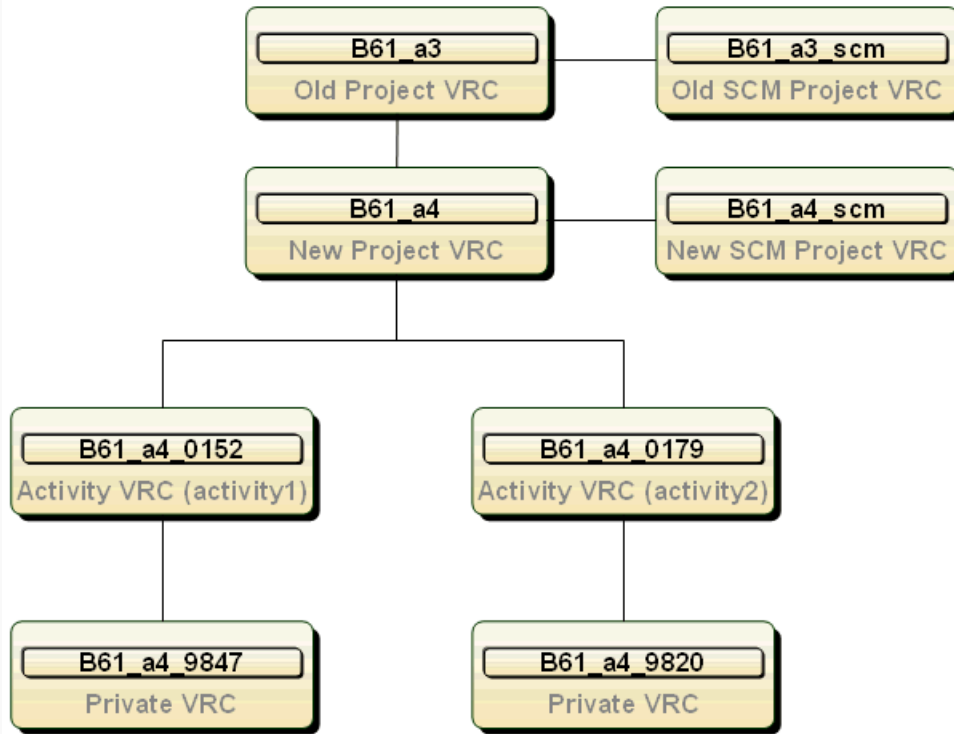 B61_a3
Old Project VRC
B61_a3_scm
Old SCM Project VRC
B61_a4
New Project VRC
B61_a4_scm
New SCM Project VRC
B61_a4_0152
Activity VRC (activity1)
B61_a4_0179
Activity VRC (activity2)
B61_a4_9847
Private VRC
B61_a4_9820
Private VRC